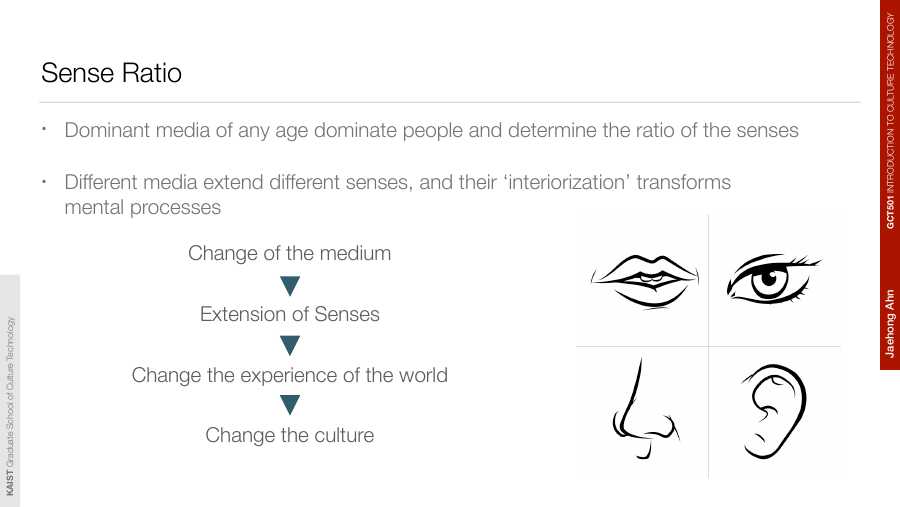 Sense Ratio
• Dominant media of any age dominate people and determine the ratio of the senses
• Different media extend different senses, and their ‘interiorization’ transforms
mental processes
Change of the medium
Extension of Senses
Change the experience of the world
Change the culture
KAIST Graduate School of Culture Technology
GCT501 INTRODUCTION TO CULTURE TECHNOLOGY
Jaehong Ahn